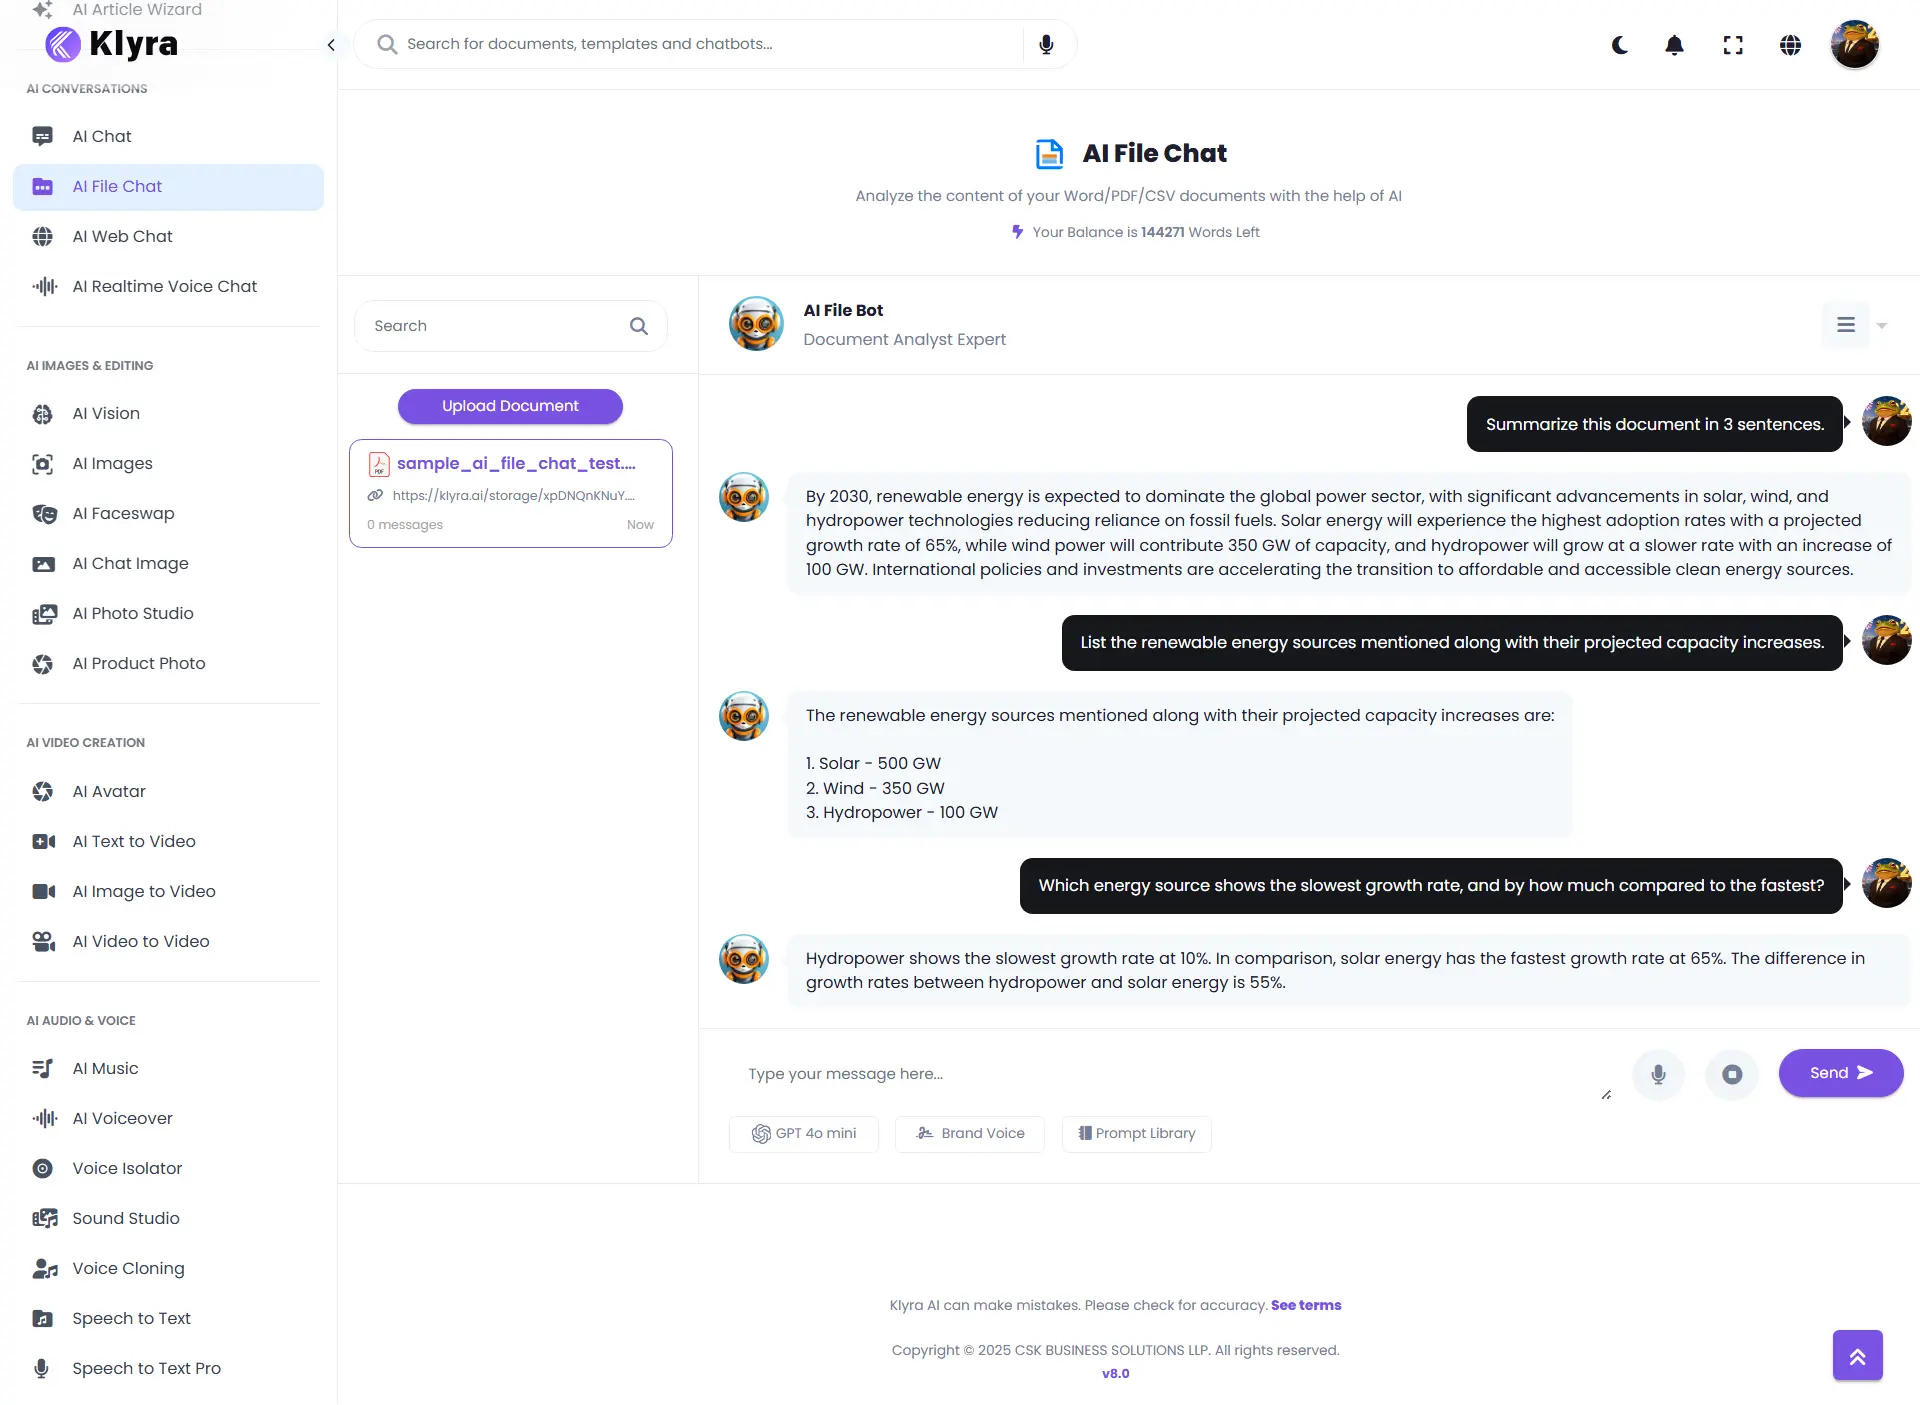 AI Article Wizard
Klyra
AI CONVERSATIONS
AI Chat
AI File Chat
AI Web Chat
AI Realtime Voice Chat
AI IMAGES & EDITING
AI Vision
AI Images
AI Faceswap
AI Chat Image
AI Photo Studio
AI Product Photo
AI VIDEO CREATION
AI Avatar
AI Text to Video
AI Image to Video
AI Video to Video
AI AUDIO & VOICE
AI Music
AI Voiceover
Voice Isolator
Sound Studio
Voice Cloning
Speech to Text
Speech to Text Pro
Search for documents, templates and chatbots...
AI File Chat
Analyze the content of your Word/PDF/CSV documents with the help of AI
Your Balance is 144271 Words Left
Search
Upload Document
PDF
sample_ai_file_chat_test....
https://klyra.ai/storage/xpDNQnKNuY....
0 messages
Now
AI File Bot
Document Analyst Expert
Summarize this document in 3 sentences.
By 2030, renewable energy is expected to dominate the global power sector, with significant advancements in solar, wind, and
hydropower technologies reducing reliance on fossil fuels. Solar energy will experience the highest adoption rates with a projected
growth rate of 65%, while wind power will contribute 350 GW of capacity, and hydropower will grow at a slower rate with an increase of
100 GW. International policies and investments are accelerating the transition to affordable and accessible clean energy sources.
List the renewable energy sources mentioned along with their projected capacity increases.
The renewable energy sources mentioned along with their projected capacity increases are:
1. Solar - 500 GW
2. Wind - 350 GW
3. Hydropower - 100 GW
Which energy source shows the slowest growth rate, and by how much compared to the fastest?
Hydropower shows the slowest growth rate at 10%. In comparison, solar energy has the fastest growth rate at 65%. The difference in
growth rates between hydropower and solar energy is 55%.
Type your message here...
Send
GPT 4o mini
Brand Voice
Prompt Library
Klyra AI can make mistakes. Please check for accuracy. See terms
Copyright © 2025 CSK BUSINESS SOLUTIONS LLP. All rights reserved.
v8.0